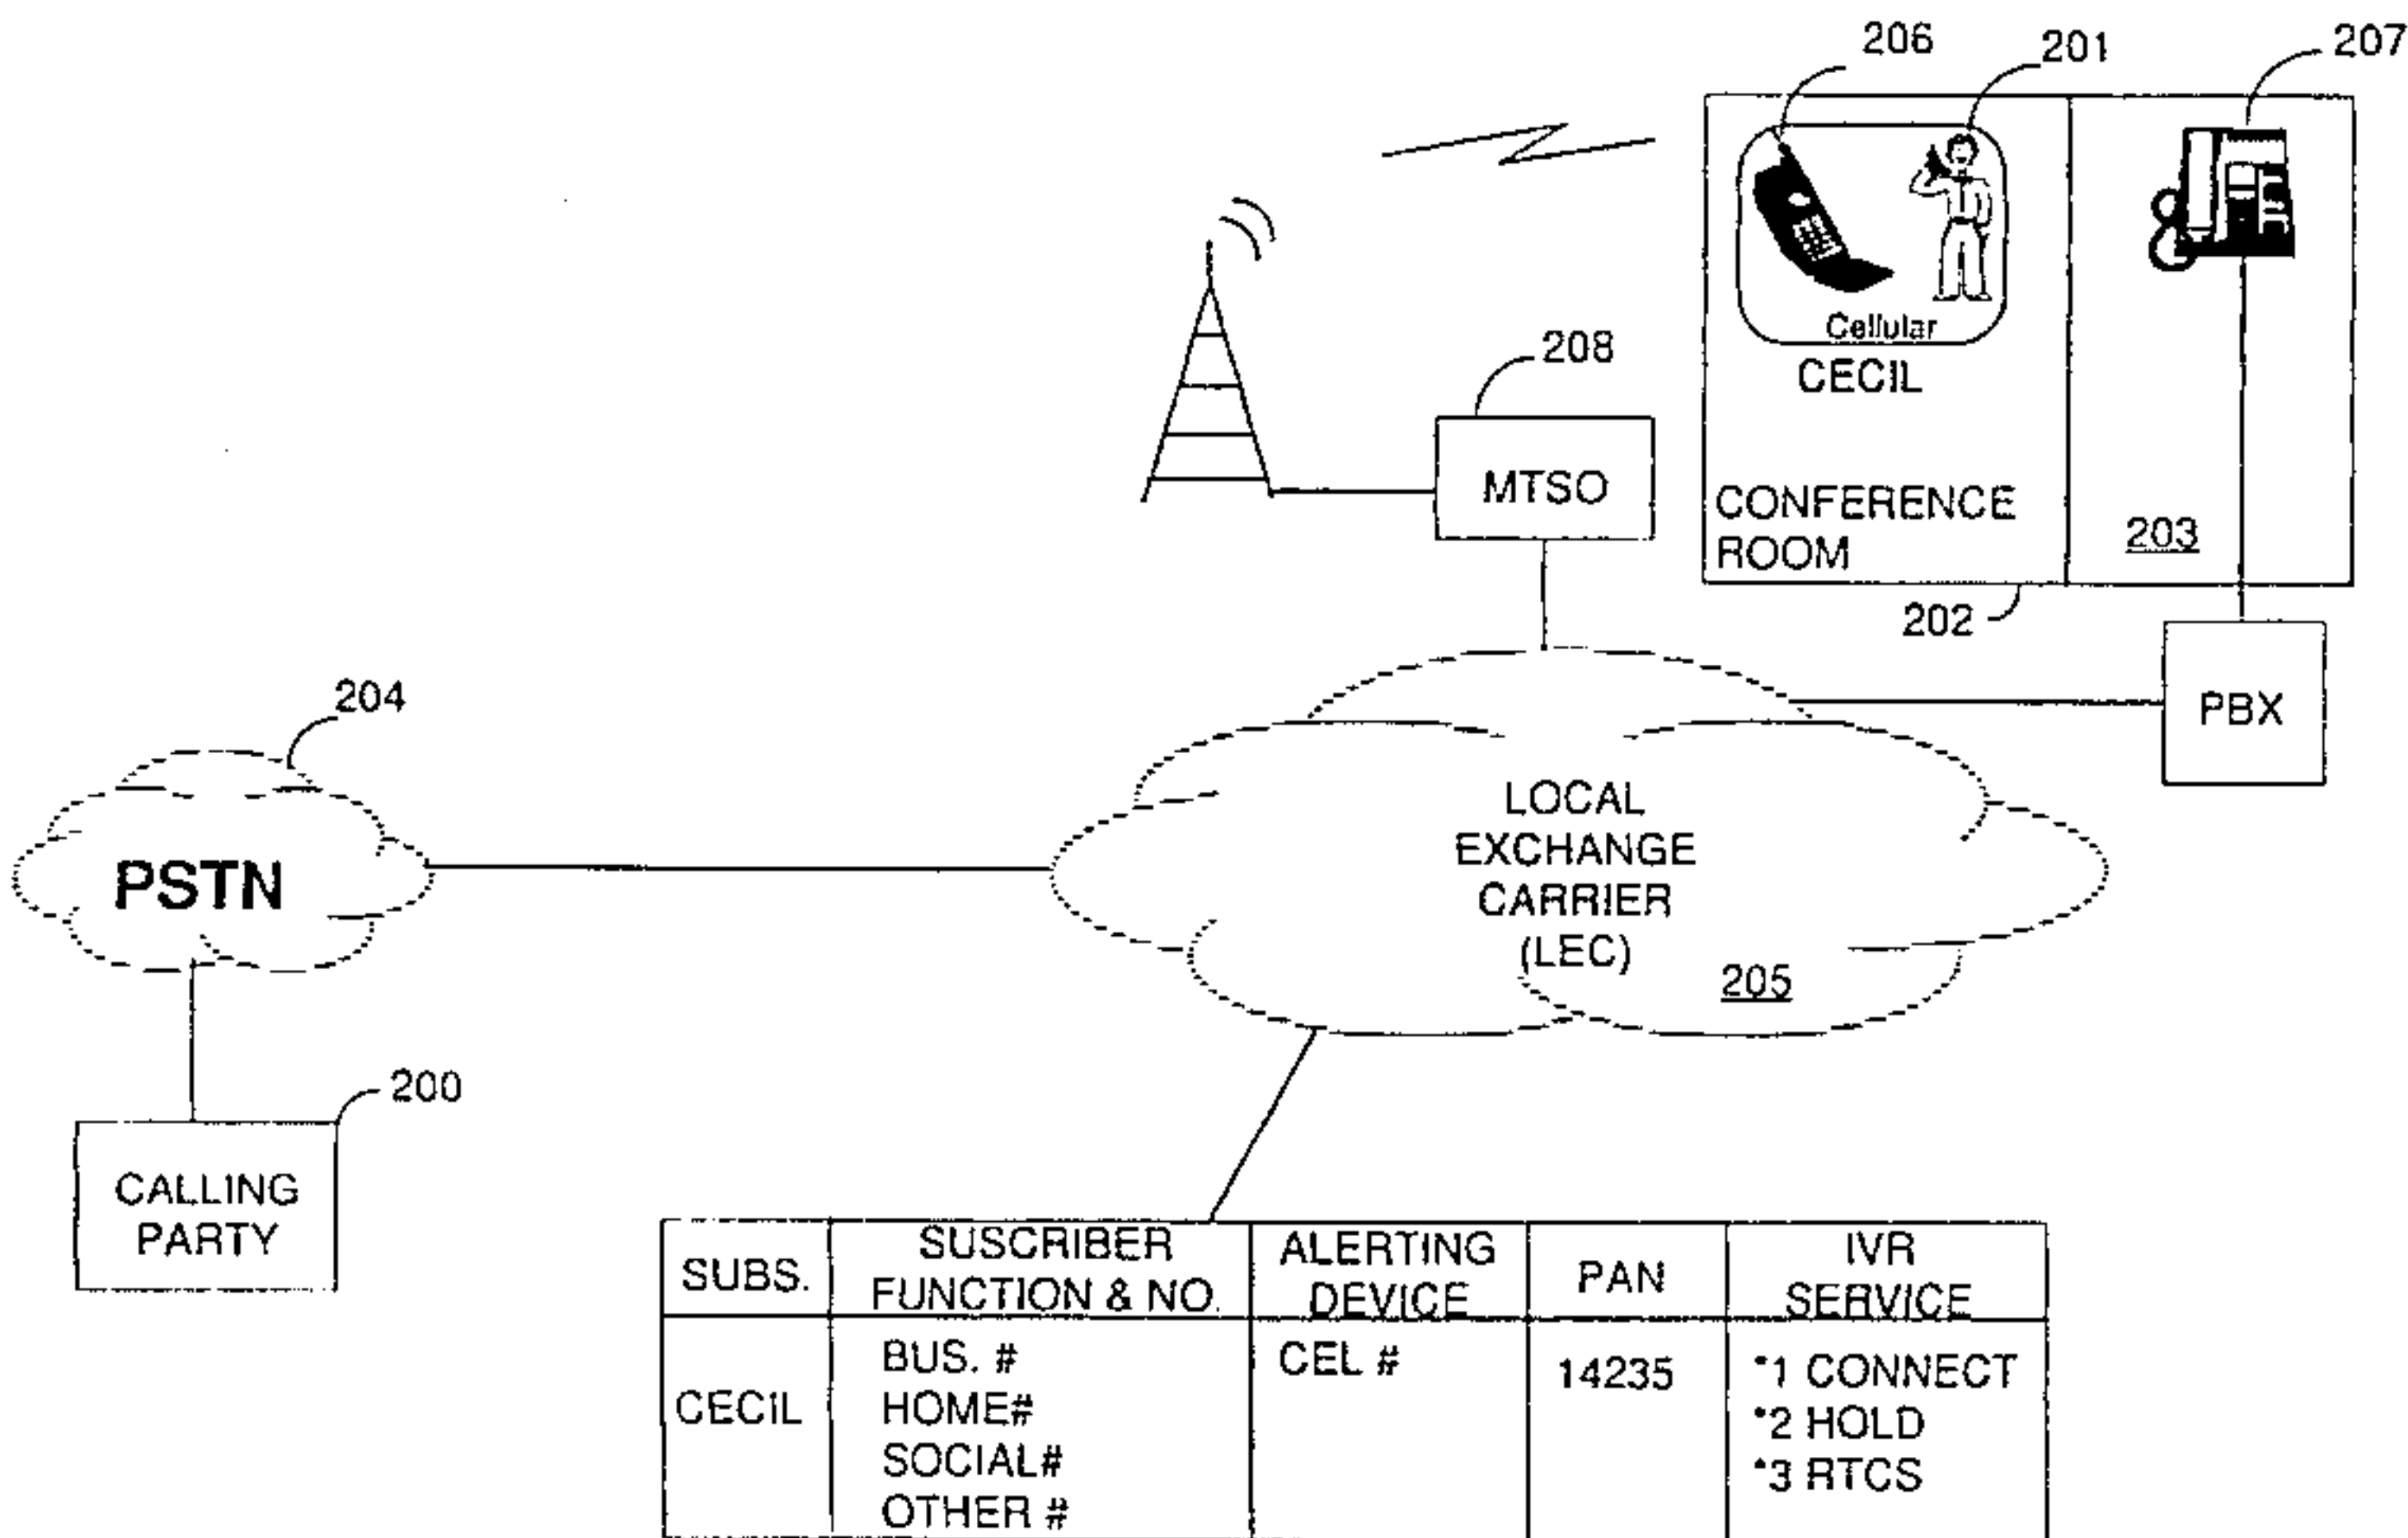 206
201
207
Cellular
CECIL
208
MTSO
CONFERENCE
ROOM
203
202
PBX
204
PSTN
LOCAL
EXCHANGE
CARRIER
(LEC)
205
200
CALLING
PARTY
SUBS.
SUSCRIBER
FUNCTION & NO.
ALERTING
DEVICE
PAN
IVR
SERVICE
CECIL
BUS. #
HOME#
SOCIAL#
OTHER #
CEL #
14235
*1 CONNECT
*2 HOLD
*3 RTCS